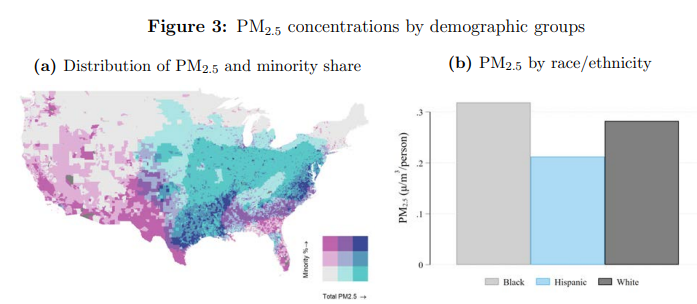 Figure 3: PM2.5 concentrations by demographic groups
(a) Distribution of PM2.5 and minority share
(b) PM2.5 by race/ethnicity
Minority % →
Total PM2.5 →
PM2.5 (μ/m³/person)
.3
.2
.1
0
Black Hispanic White